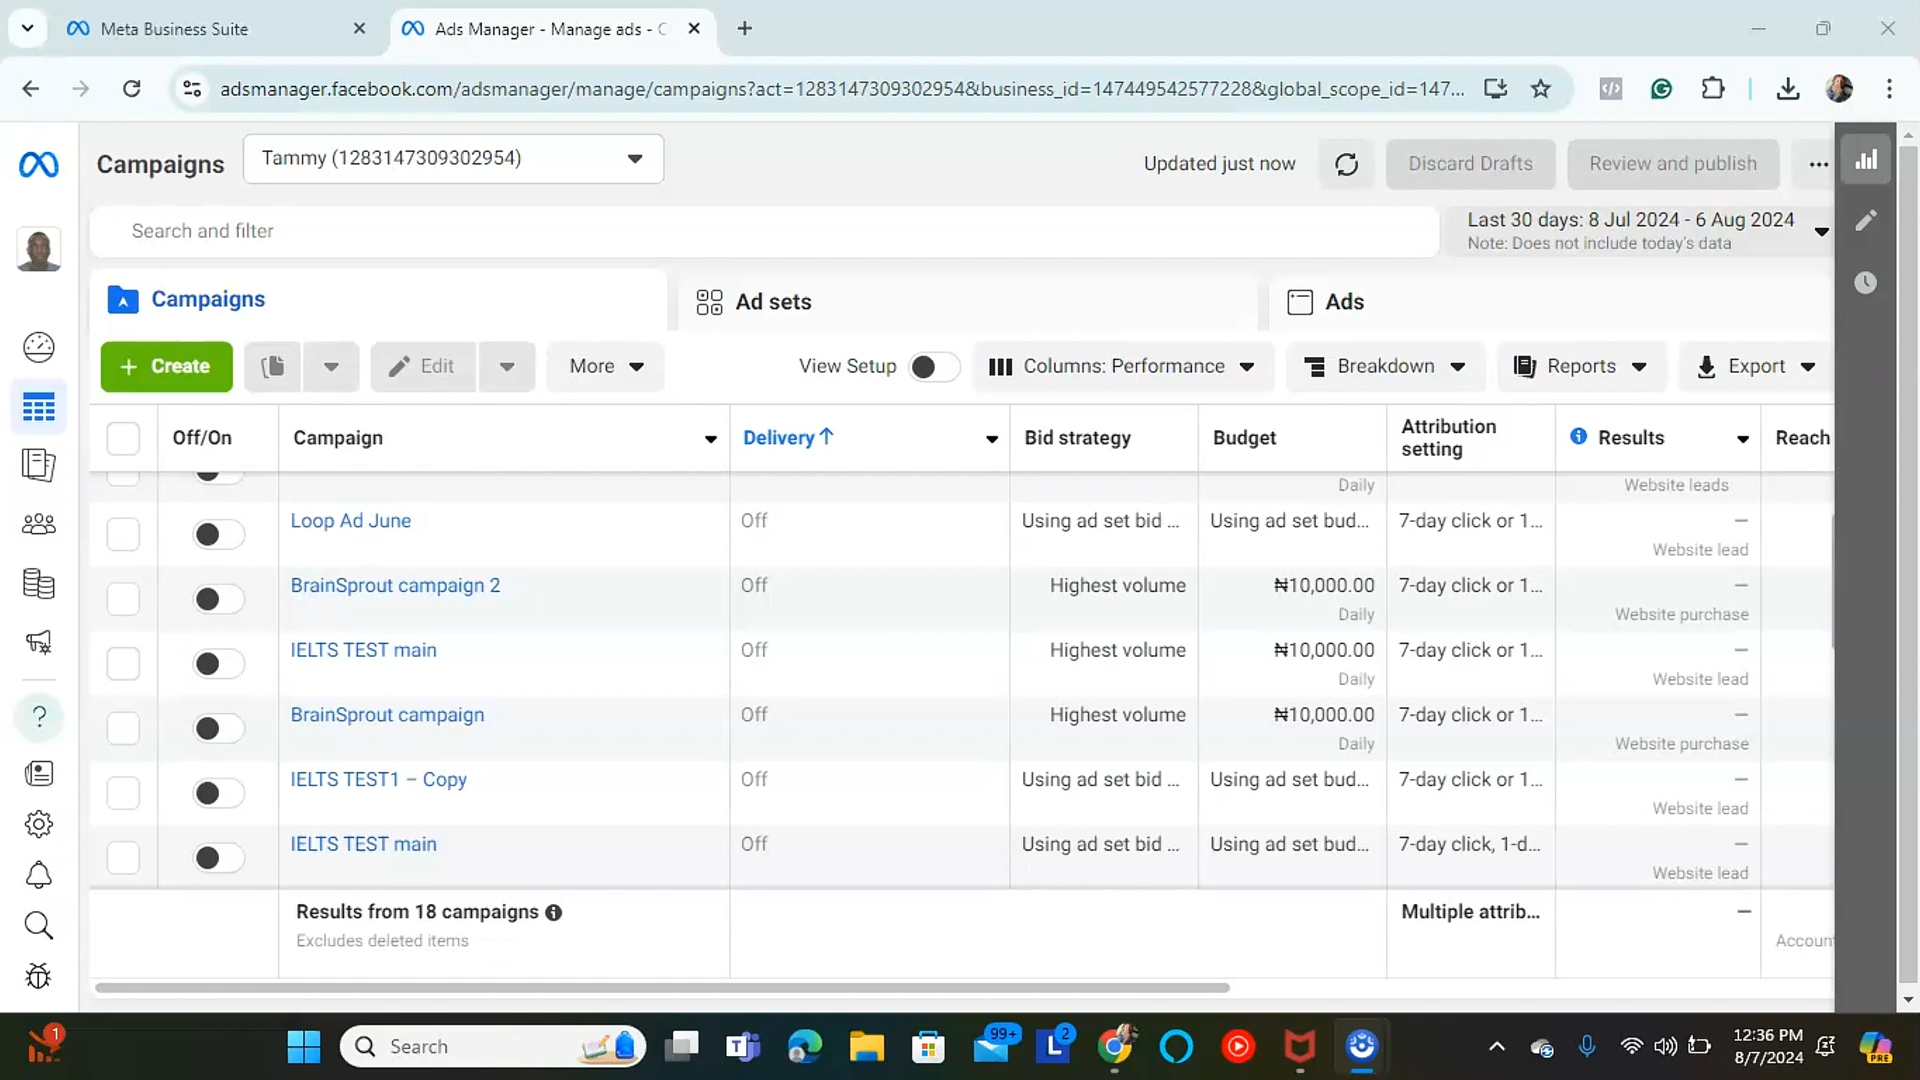 Meta Business Suite
Ads Manager - Manage ads - C
adsmanager.facebook.com/adsmanager/manage/campaigns?act=1283147309302954&business_id=147449542577228&global_scope_id=147...
Campaigns
Tammy (1283147309302954)
Updated just now
Discard Drafts
Review and publish
...
Search and filter
Last 30 days: 8 Jul 2024 - 6 Aug 2024
Note: Does not include today's data
Campaigns
Ad sets
Ads
+ Create
Edit
More
View Setup
Columns: Performance
Breakdown
Reports
Export
Off/On
Campaign
Delivery ↑
Bid strategy
Budget
Attribution setting
Results
Reach
Daily
Website leads
Loop Ad June
Off
Using ad set bid ...
Using ad set bud...
7-day click or 1...
—
Website lead
BrainSprout campaign 2
Off
Highest volume
₦10,000.00
7-day click or 1...
—
Daily
Website purchase
IELTS TEST main
Off
Highest volume
₦10,000.00
7-day click or 1...
—
Daily
Website lead
BrainSprout campaign
Off
Highest volume
₦10,000.00
7-day click or 1...
—
Daily
Website purchase
IELTS TEST1 – Copy
Off
Using ad set bid ...
Using ad set bud...
7-day click or 1...
—
Website lead
IELTS TEST main
Off
Using ad set bid ...
Using ad set bud...
7-day click, 1-d...
—
Website lead
Results from 18 campaigns
Multiple attrib...
—
Excludes deleted items
Accoun
1
Search
99+
2
12:36 PM
8/7/2024
PRE